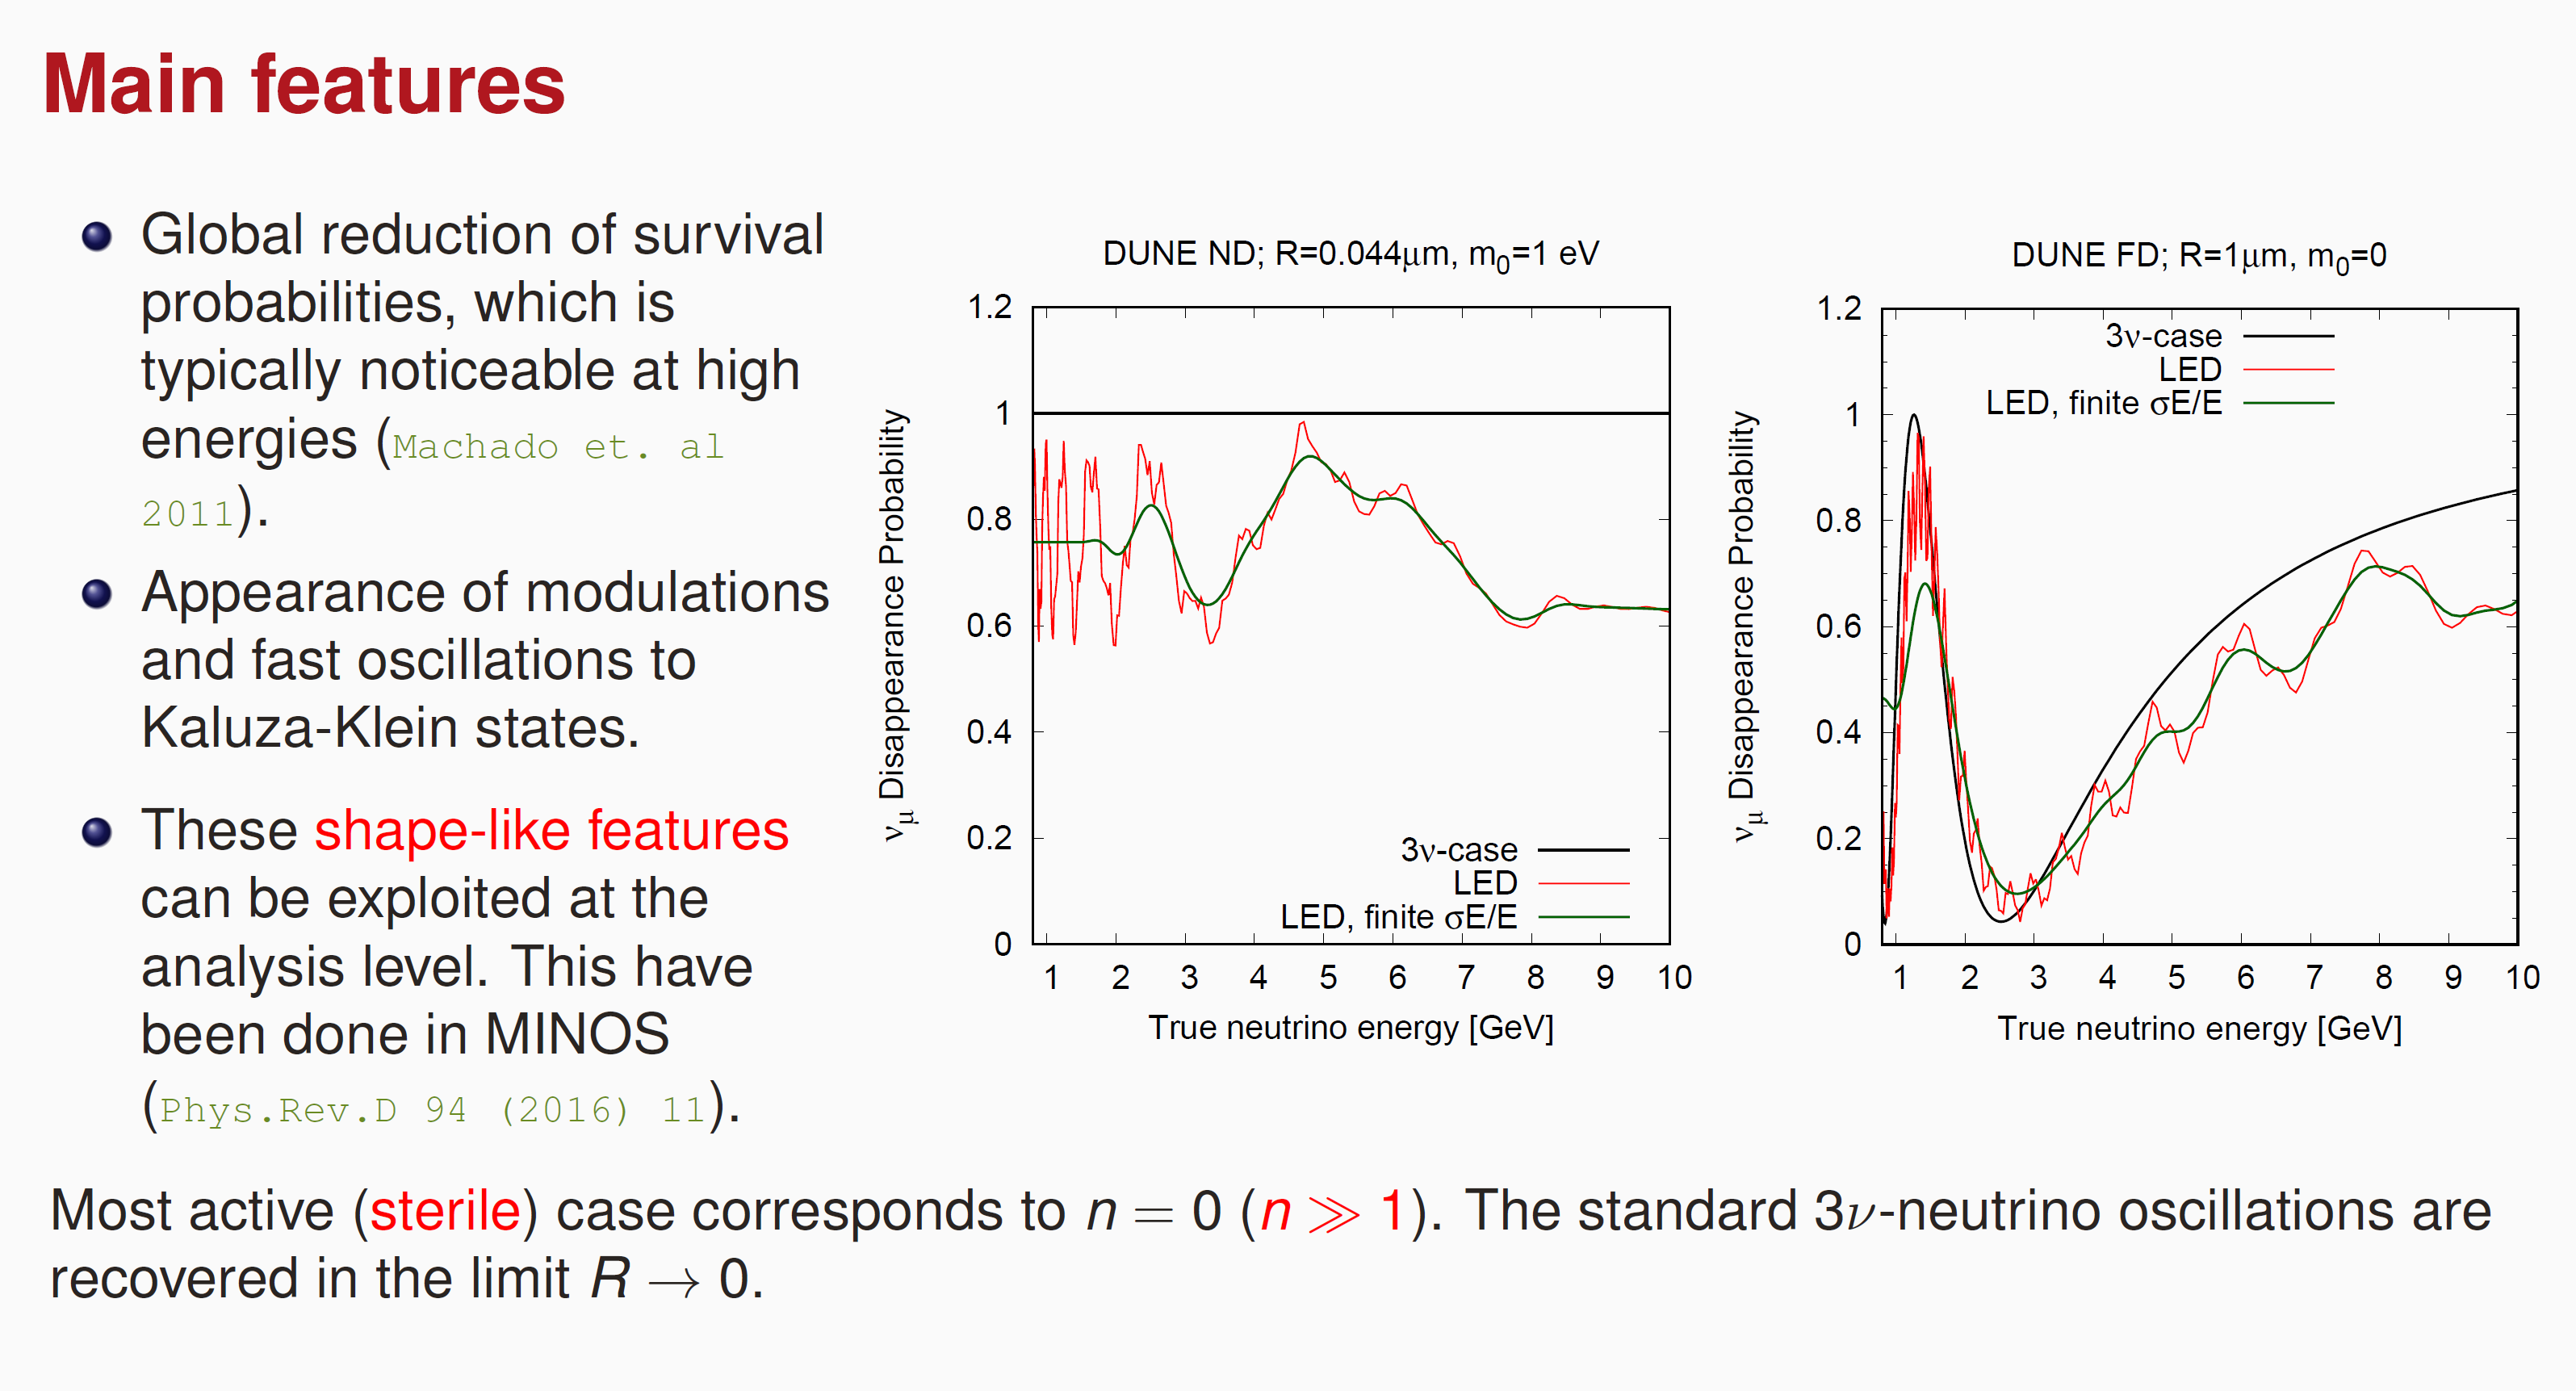 Main features
Global reduction of survival
probabilities, which is
typically noticeable at high
energies (Machado et. al
2011).
Appearance of modulations
and fast oscillations to
Kaluza-Klein states.
These shape-like features
can be exploited at the
analysis level. This have
been done in MINOS
(Phys.Rev.D 94 (2016) 11).
DUNE ND; R=0.044μm, m₀=1 eV
1.2
1
0.8
0.6
0.4
0.2
0
νμ Disappearance Probability
3ν-case
LED
LED, finite σE/E
1 2 3 4 5 6 7 8 9 10
True neutrino energy [GeV]
DUNE FD; R=1μm, m₀=0
1.2
1
0.8
0.6
0.4
0.2
0
νμ Disappearance Probability
3ν-case
LED
LED, finite σE/E
1 2 3 4 5 6 7 8 9 10
True neutrino energy [GeV]
Most active (sterile) case corresponds to n = 0 (n ≫ 1). The standard 3ν-neutrino oscillations are
recovered in the limit R → 0.